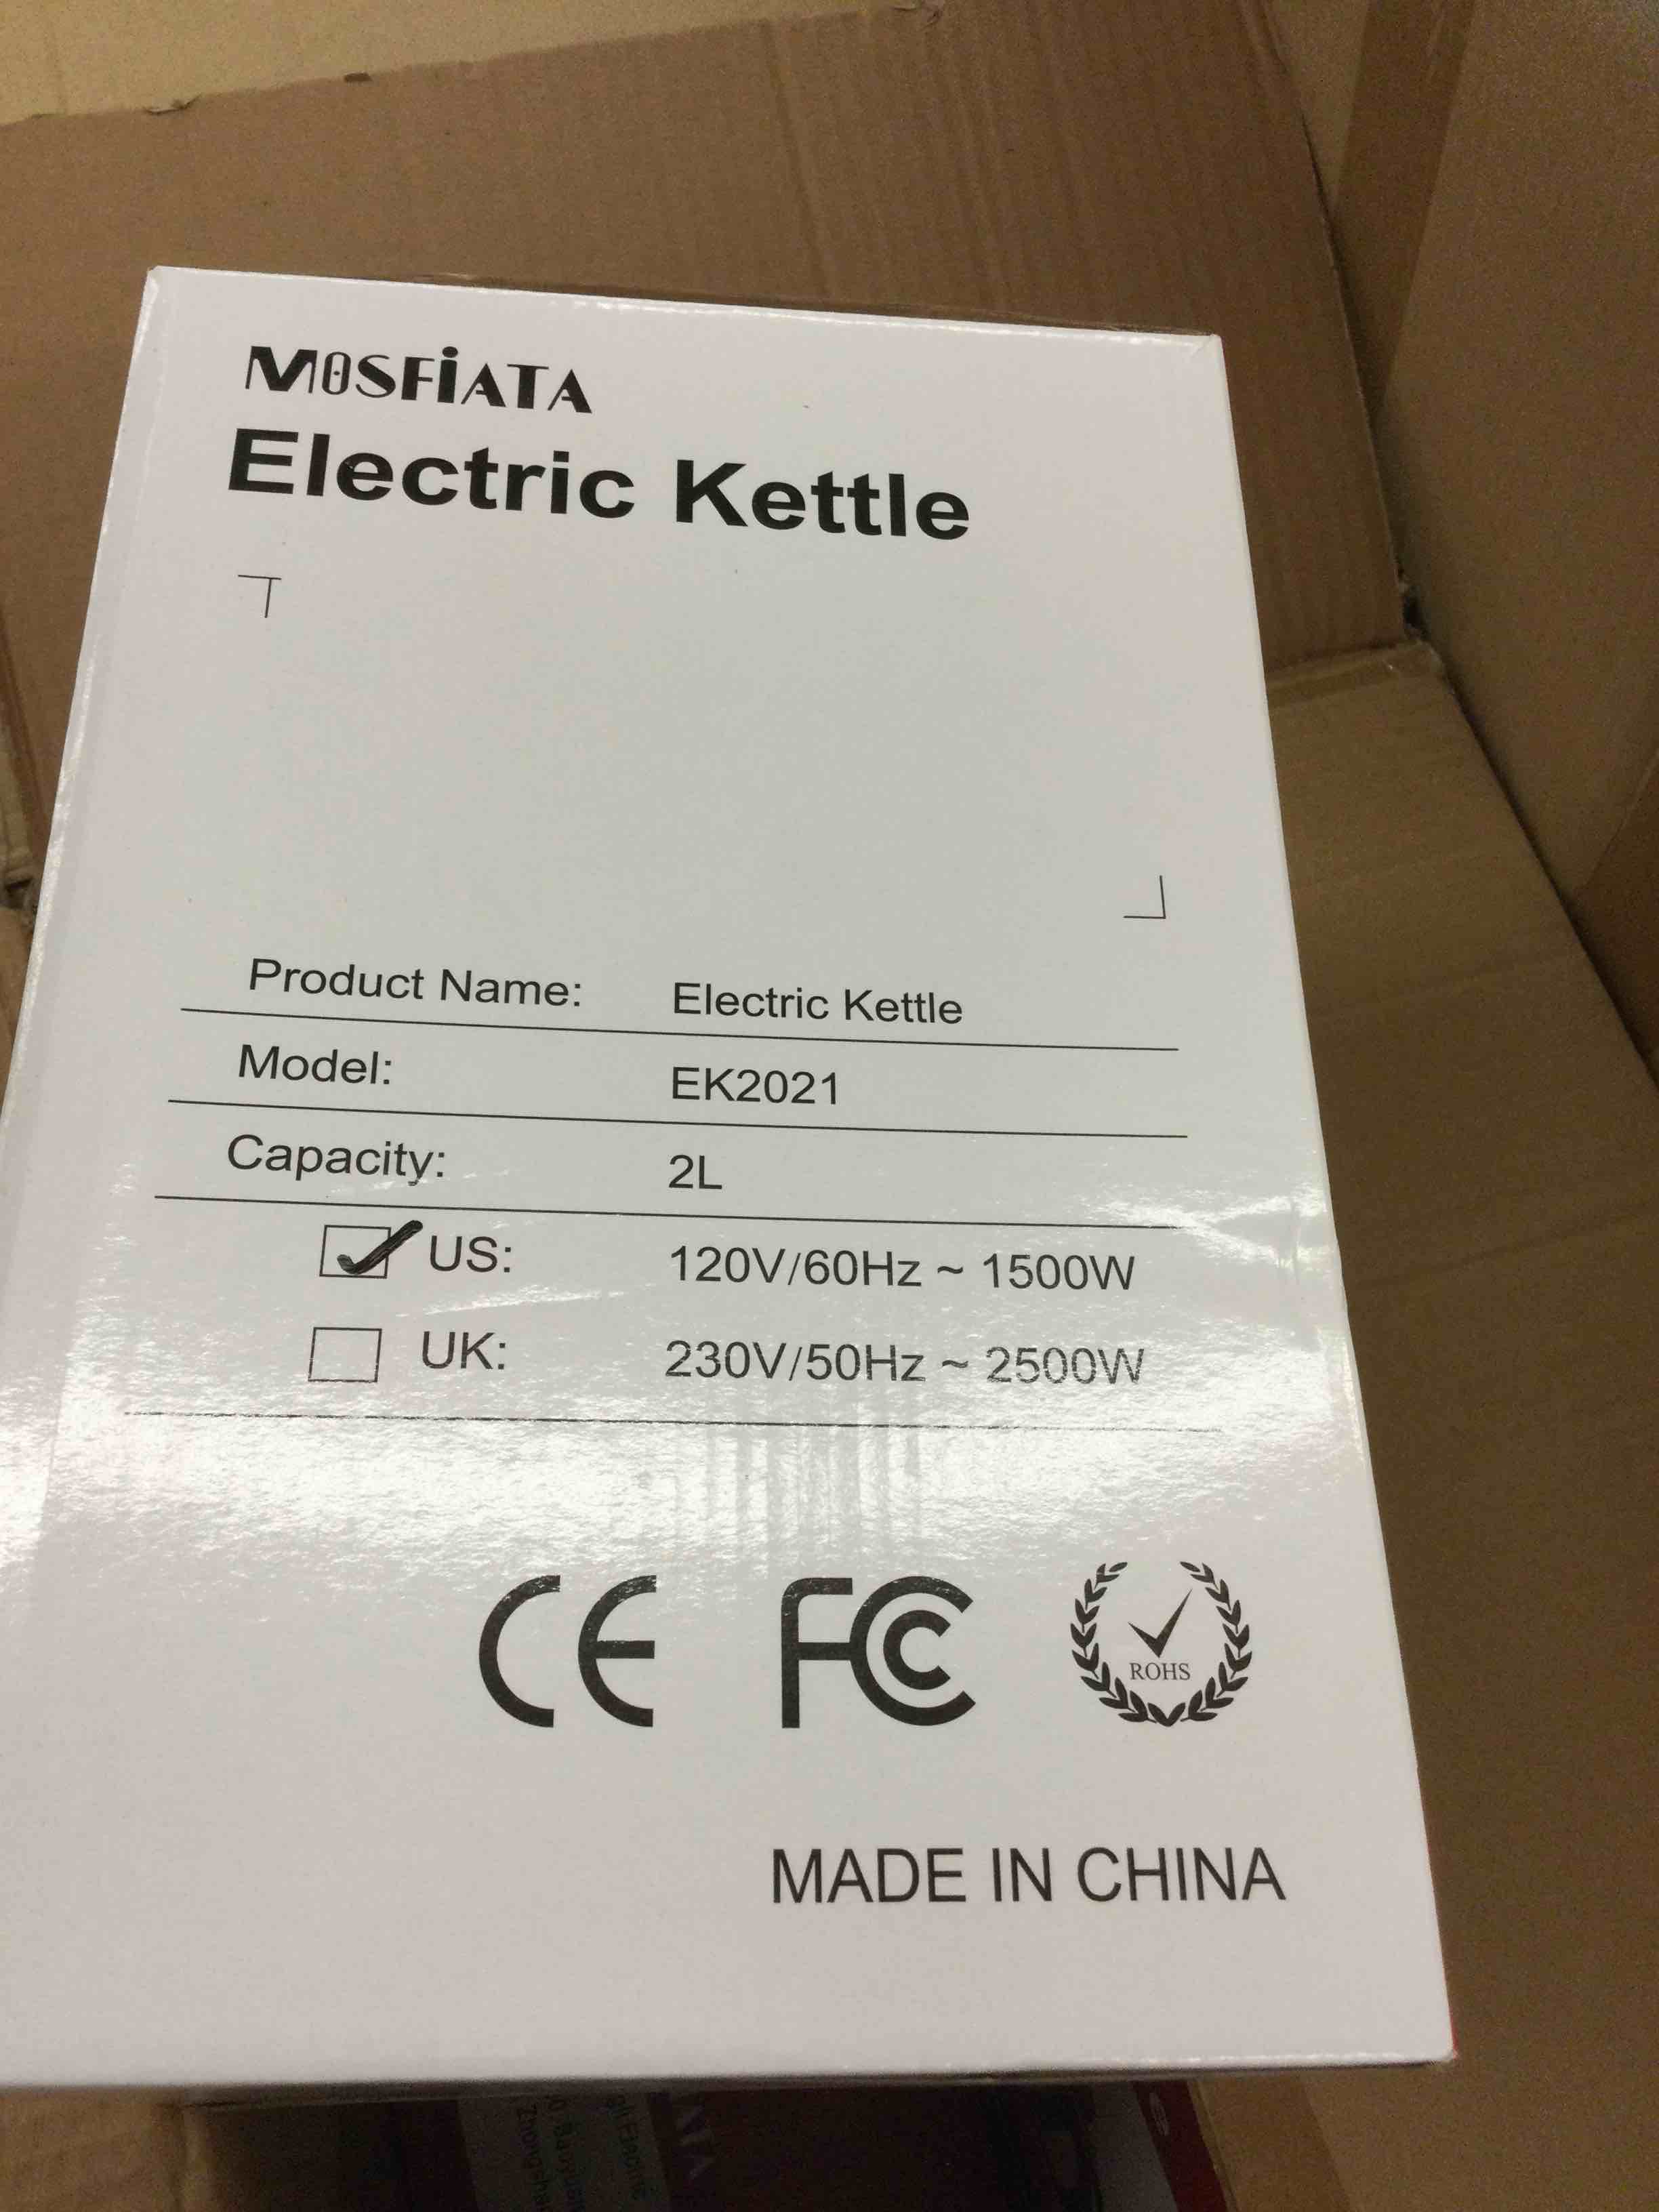 MOSFiATA
Electric Kettle
Product Name: Electric Kettle
Model: EK2021
Capacity: 2L
US: 120V/60Hz ~ 1500W
UK: 230V/50Hz ~ 2500W
CE FC ROHS
MADE IN CHINA